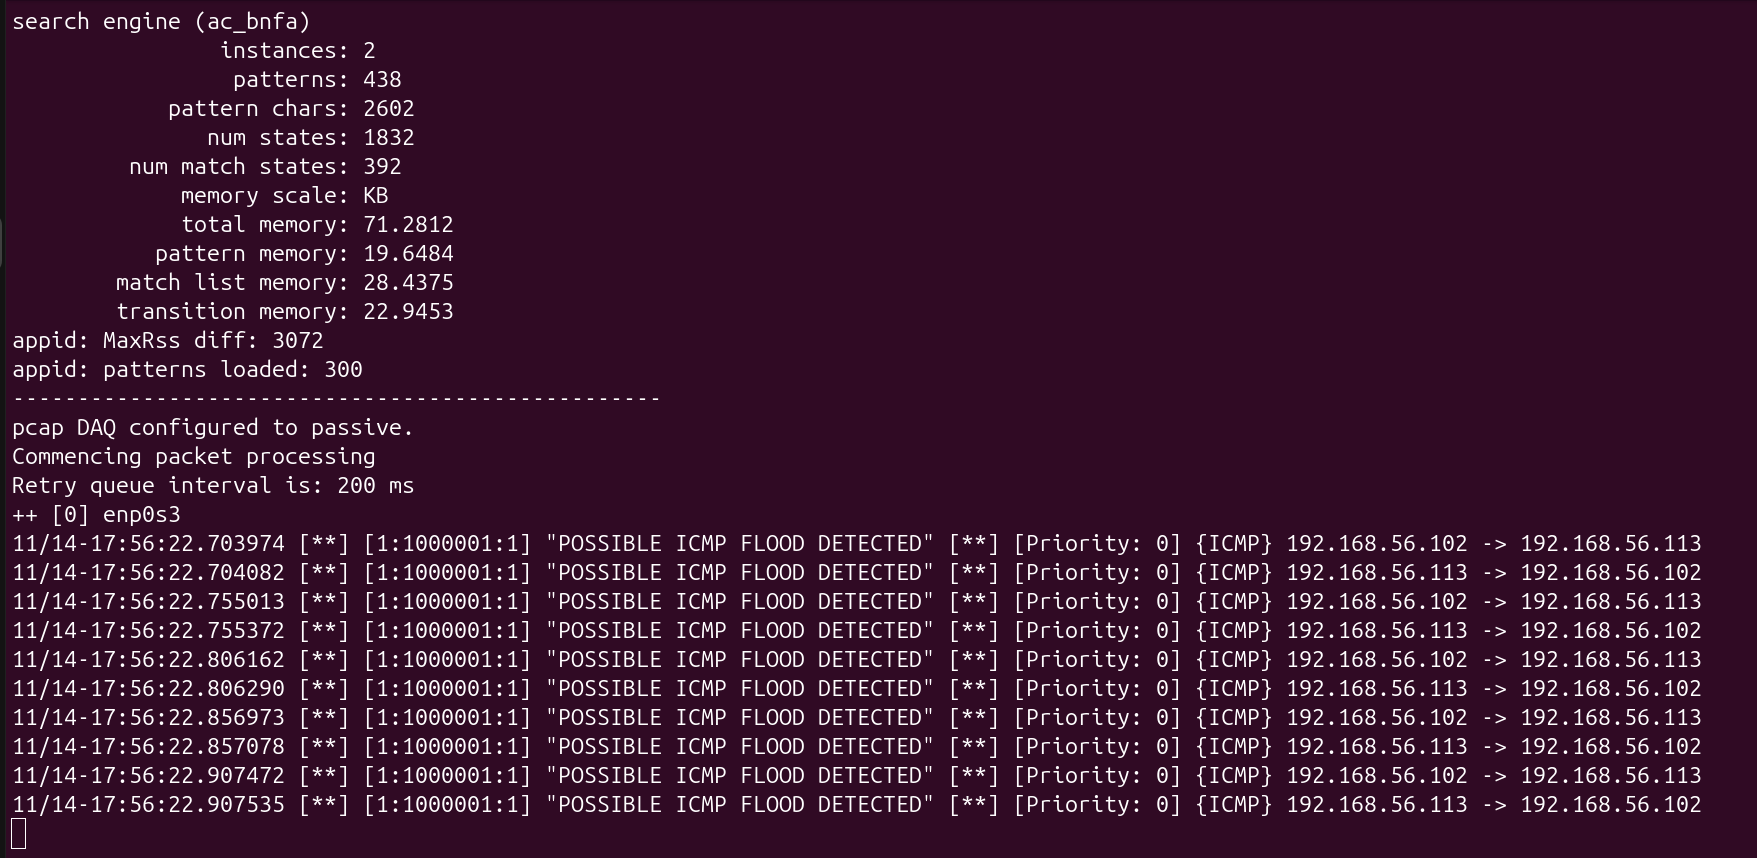 search engine (ac_bnfa)
instances: 2
patterns: 438
pattern chars: 2602
num states: 1832
num match states: 392
memory scale: KB
total memory: 71.2812
pattern memory: 19.6484
match list memory: 28.4375
transition memory: 22.9453
appid: MaxRss diff: 3072
appid: patterns loaded: 300
--------------------------------------------------
pcap DAQ configured to passive.
Commencing packet processing
Retry queue interval is: 200 ms
++ [0] enp0s3
11/14-17:56:22.703974 [**] [1:1000001:1] "POSSIBLE ICMP FLOOD DETECTED" [**] [Priority: 0] {ICMP} 192.168.56.102 -> 192.168.56.113
11/14-17:56:22.704082 [**] [1:1000001:1] "POSSIBLE ICMP FLOOD DETECTED" [**] [Priority: 0] {ICMP} 192.168.56.113 -> 192.168.56.102
11/14-17:56:22.755013 [**] [1:1000001:1] "POSSIBLE ICMP FLOOD DETECTED" [**] [Priority: 0] {ICMP} 192.168.56.102 -> 192.168.56.113
11/14-17:56:22.755372 [**] [1:1000001:1] "POSSIBLE ICMP FLOOD DETECTED" [**] [Priority: 0] {ICMP} 192.168.56.113 -> 192.168.56.102
11/14-17:56:22.806162 [**] [1:1000001:1] "POSSIBLE ICMP FLOOD DETECTED" [**] [Priority: 0] {ICMP} 192.168.56.102 -> 192.168.56.113
11/14-17:56:22.806290 [**] [1:1000001:1] "POSSIBLE ICMP FLOOD DETECTED" [**] [Priority: 0] {ICMP} 192.168.56.113 -> 192.168.56.102
11/14-17:56:22.856973 [**] [1:1000001:1] "POSSIBLE ICMP FLOOD DETECTED" [**] [Priority: 0] {ICMP} 192.168.56.102 -> 192.168.56.113
11/14-17:56:22.857078 [**] [1:1000001:1] "POSSIBLE ICMP FLOOD DETECTED" [**] [Priority: 0] {ICMP} 192.168.56.113 -> 192.168.56.102
11/14-17:56:22.907472 [**] [1:1000001:1] "POSSIBLE ICMP FLOOD DETECTED" [**] [Priority: 0] {ICMP} 192.168.56.102 -> 192.168.56.113
11/14-17:56:22.907535 [**] [1:1000001:1] "POSSIBLE ICMP FLOOD DETECTED" [**] [Priority: 0] {ICMP} 192.168.56.113 -> 192.168.56.102